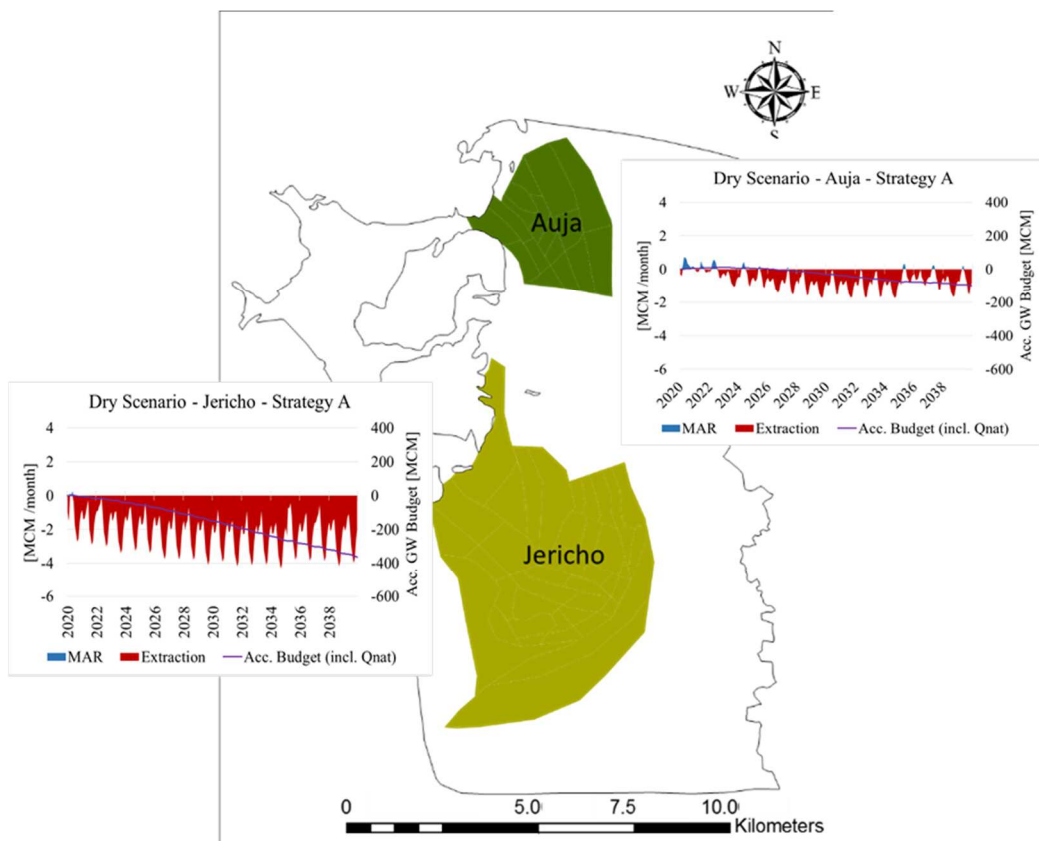 N
W E
S
Auja
Dry Scenario - Auja - Strategy A
4 400
2 200
0 0
-2 -200
-4 -400
-6 -600
[MCM /month]
Acc. GW Budget [MCM]
2020 2022 2024 2026 2028 2030 2032 2034 2036 2038
MAR Extraction Acc. Budget (incl. Qnat)
Dry Scenario - Jericho - Strategy A
4 400
2 200
0 0
-2 -200
-4 -400
-6 -600
[MCM /month]
Acc. GW Budget [MCM]
2020 2022 2024 2026 2028 2030 2032 2034 2036 2038
MAR Extraction Acc. Budget (incl. Qnat)
Jericho
0 5.0 7.5 10.0
Kilometers